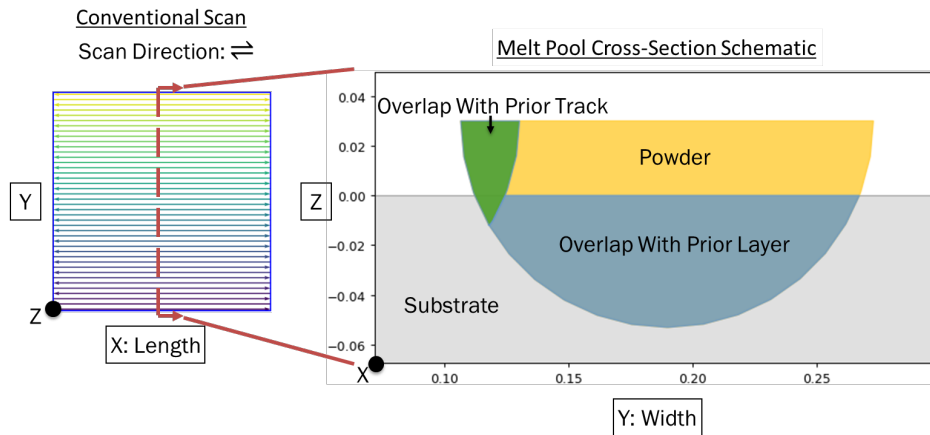 Conventional Scan
Scan Direction: ⇌
Y
Z
X: Length
Melt Pool Cross-Section Schematic
Z
0.04
0.02
0.00
−0.02
−0.04
−0.06
Overlap With Prior Track
Powder
Overlap With Prior Layer
Substrate
X
0.10
0.15
0.20
0.25
Y: Width